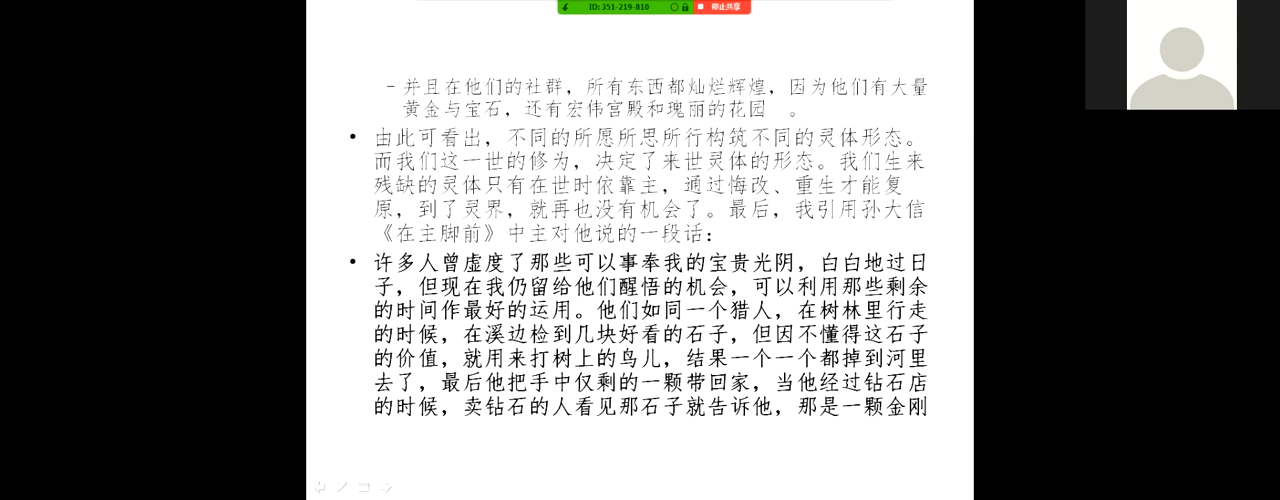 ID: 351-219-810 停止共享
– 并且在他们的社群，所有东西都灿烂辉煌，因为他们有大量
黄金与宝石，还有宏伟宫殿和瑰丽的花园 。
• 由此可看出，不同的所愿所思所行构筑不同的灵体形态。
而我们这一世的修为，决定了来世灵体的形态。我们生来
残缺的灵体只有在世时依靠主，通过悔改、重生才能复
原，到了灵界，就再也没有机会了。最后，我引用孙大信
《在主脚前》中主对他说的一段话：
• 许多人曾虚度了那些可以事奉我的宝贵光阴，白白地过日
子，但现在我仍留给他们醒悟的机会，可以利用那些剩余
的时间作最好的运用。他们如同一个猎人，在树林里行走
的时候，在溪边检到几块好看的石子，但因不懂得这石子
的价值，就用来打树上的鸟儿，结果一个一个都掉到河里
去了，最后他把手中仅剩的一颗带回家，当他经过钻石店
的时候，卖钻石的人看见那石子就告诉他，那是一颗金刚